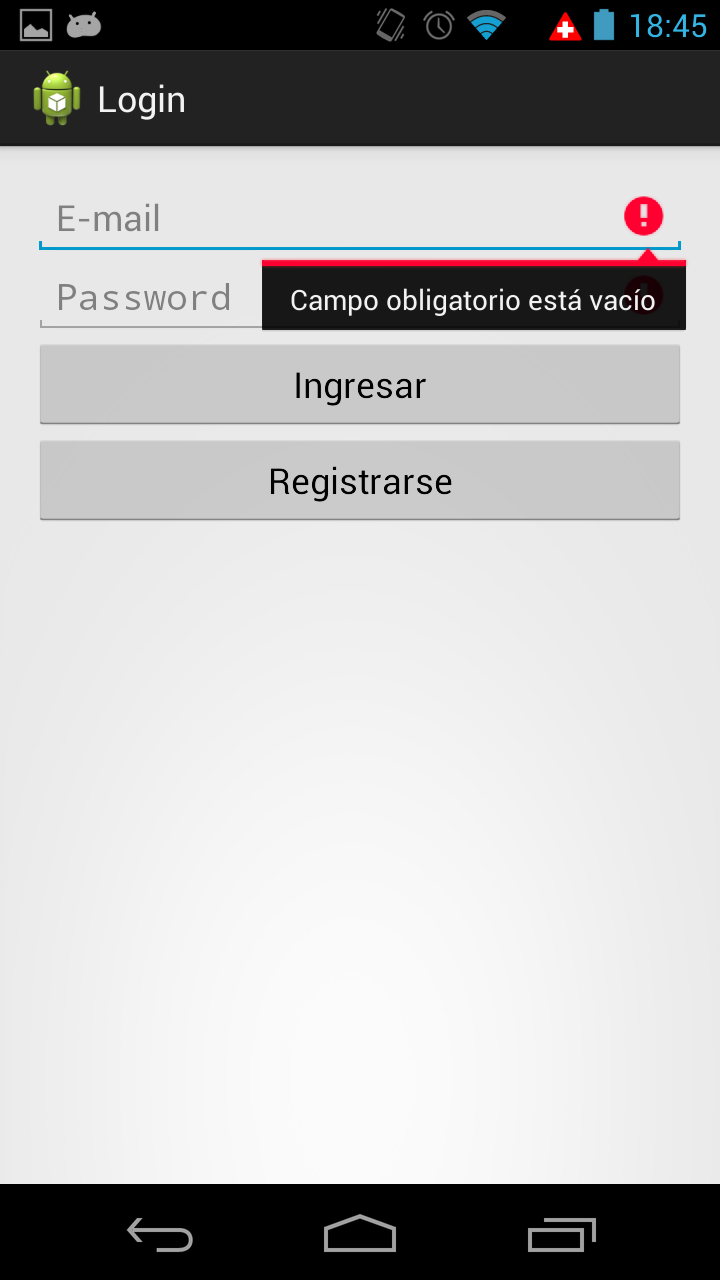 18:45
Login
E-mail
Password
Campo obligatorio está vacío
Ingresar
Registrarse